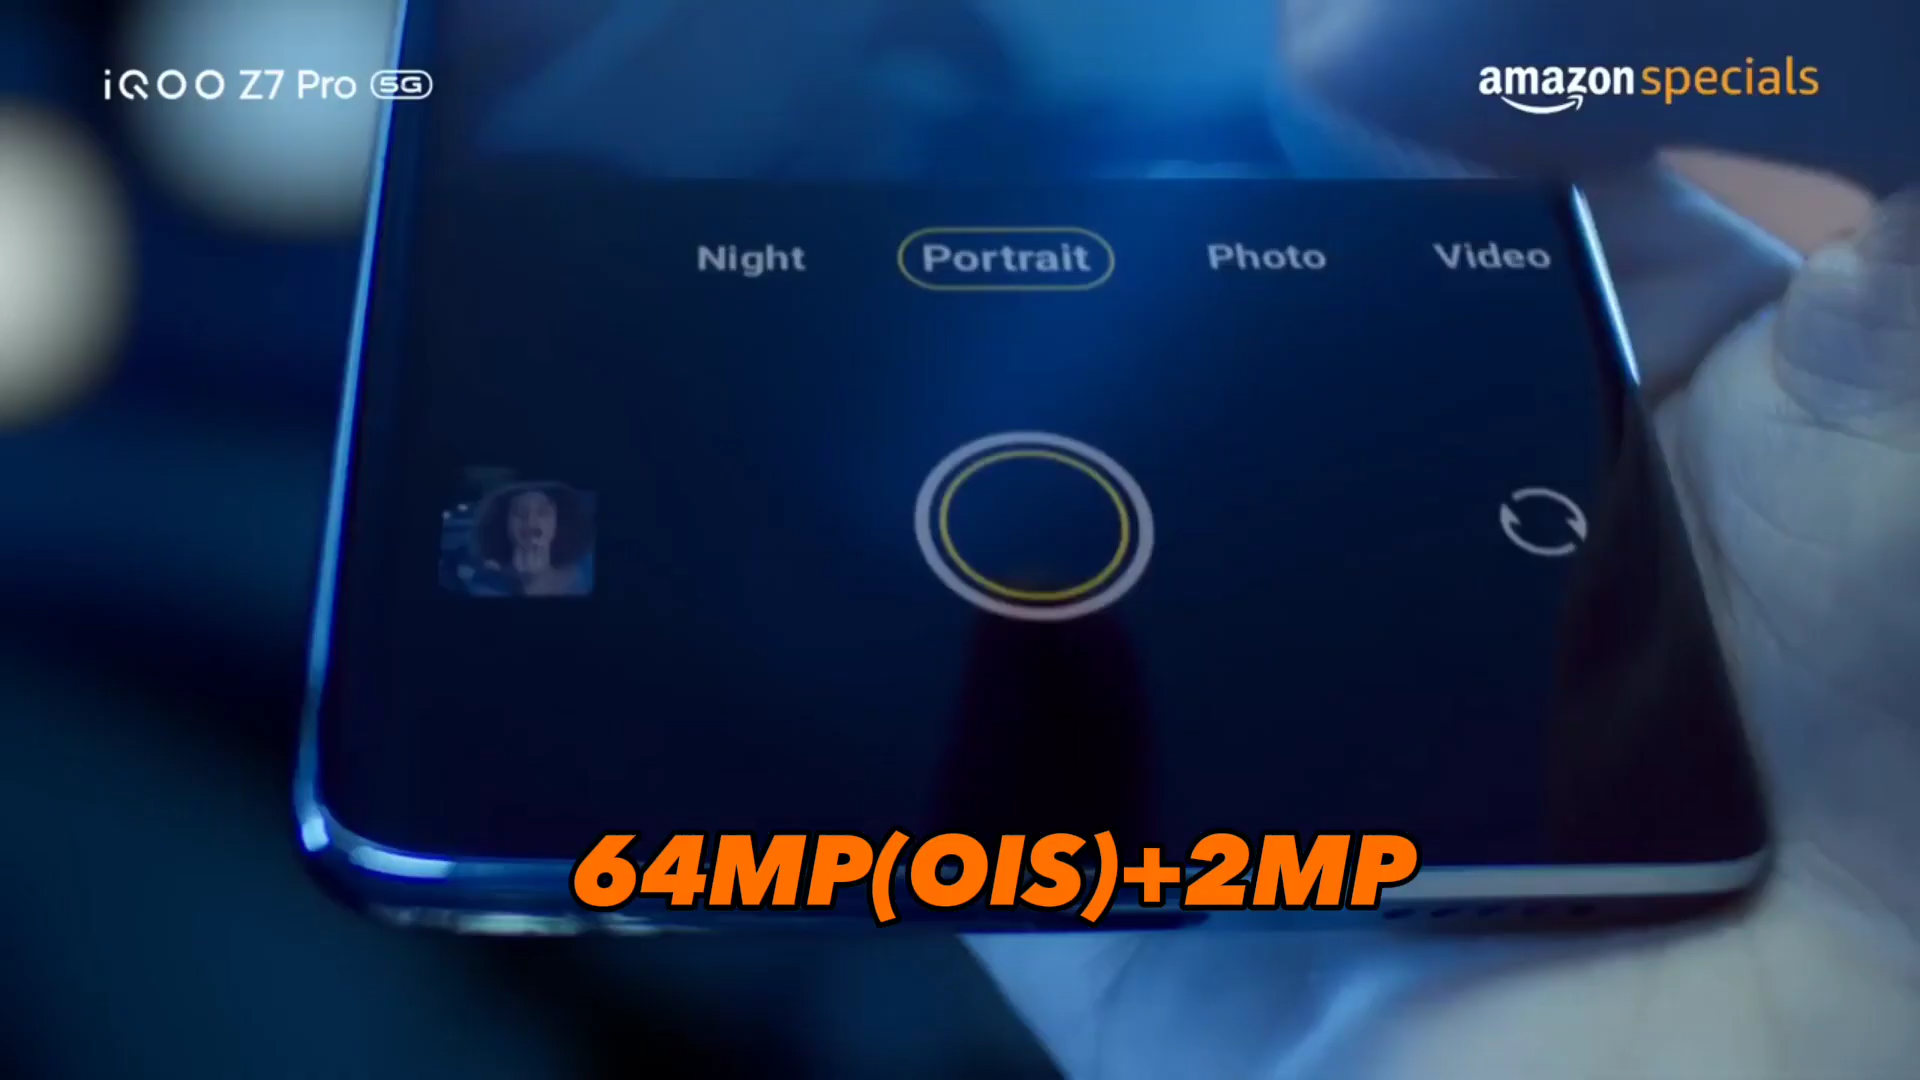 iQOO Z7 Pro 5G
amazon specials
Night Portrait Photo Video
64MP(OIS)+2MP